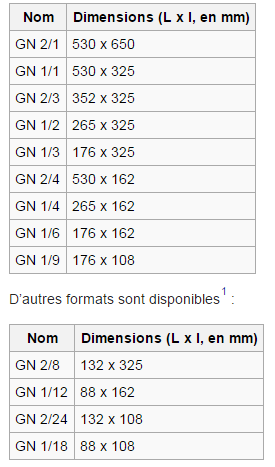 Nom Dimensions (L x l, en mm)
GN 2/1 530 x 650
GN 1/1 530 x 325
GN 2/3 352 x 325
GN 1/2 265 x 325
GN 1/3 176 x 325
GN 2/4 530 x 162
GN 1/4 265 x 162
GN 1/6 176 x 162
GN 1/9 176 x 108
D'autres formats sont disponibles¹ :
Nom Dimensions (L x l, en mm)
GN 2/8 132 x 325
GN 1/12 88 x 162
GN 2/24 132 x 108
GN 1/18 88 x 108